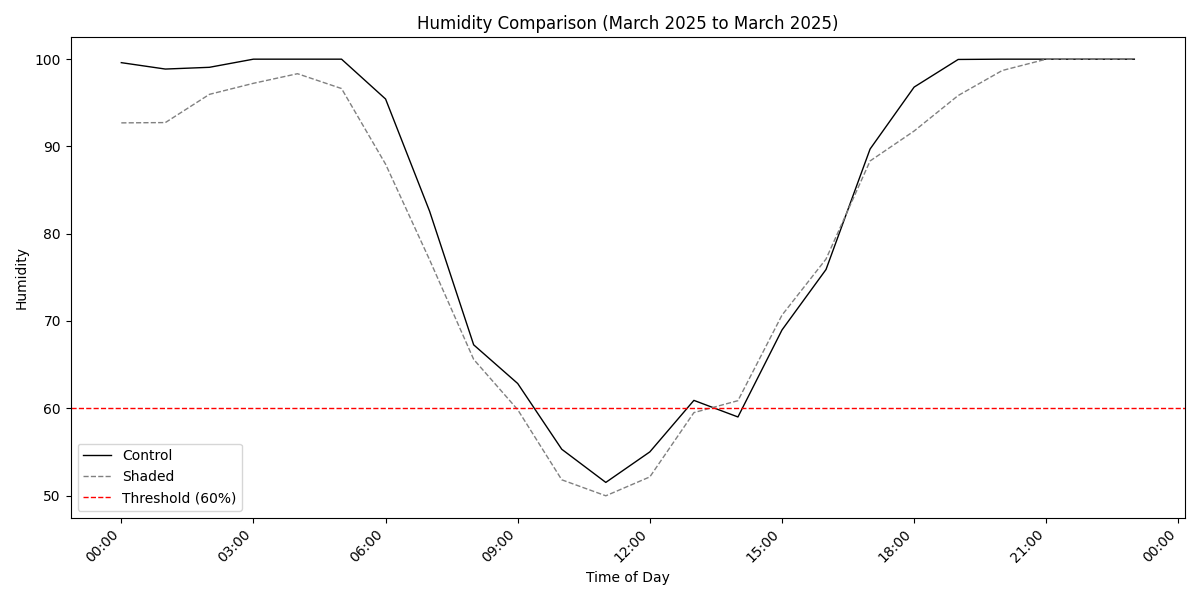 Humidity Comparison (March 2025 to March 2025)
100
90
80
70
60
50
Humidity
Control
Shaded
Threshold (60%)
00:00
03:00
06:00
09:00
12:00
15:00
18:00
21:00
00:00
Time of Day